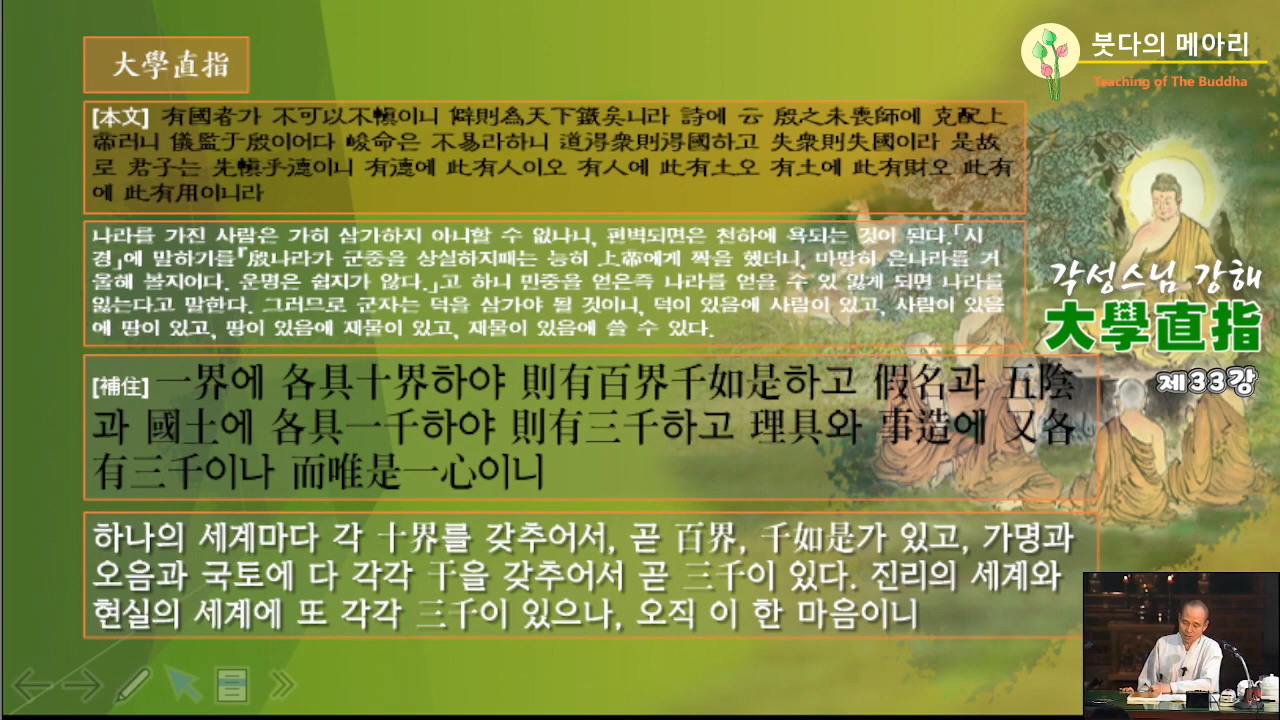 大學直指
붓다의 메아리
Teaching of The Buddha
[本文] 有國者가 不可以不愼이니 僻則為天下 矣니라 詩에 云 殷之未喪師에 克配上
帝러니 儀監于殷이어다 峻命은 不易라하니 道得衆則得國하고 失衆則失國이라 是故
로 君子는 先愼乎德이니 有德에 此有人이오 有人에 此有土오 有土에 此有財오 此有
에 此有用이니라
나라를 가진 사람은 가히 삼가하지 아니할 수 없나니, 편벽되면은 천하에 욕되는 것이 된다.「시
경」에 말하기를『殷나라가 군중을 상실하지때는 능히 上帝에게 짝을 했더니, 마땅히 은나라를 거
울해 볼지어다. 운명은 쉽지가 않다.」고 하니 민중을 얻은즉 나라를 얻을 수 있 잃게 되면 나라를
잃는다고 말한다. 그러므로 군자는 덕을 삼가야 될 것이니, 덕이 있음에 사람이 있고, 사람이 있음
에 땅이 있고, 땅이 있음에 재물이 있고, 재물이 있음에 쓸 수 있다.
각성스님 강해
大學直指
제33강
[補住] 一界에 各具十界하야 則有百界千如是하고 假名과 五陰
과 國土에 各具一千하야 則有三千하고 理具와 事造에 又各
有三千이나 而唯是一心이니
하나의 세계마다 각 十界를 갖추어서, 곧 百界, 千如是가 있고, 가명과
오음과 국토에 다 각각 干을 갖추어서 곧 三千이 있다. 진리의 세계와
현실의 세계에 또 각각 三千이 있으나, 오직 이 한 마음이니